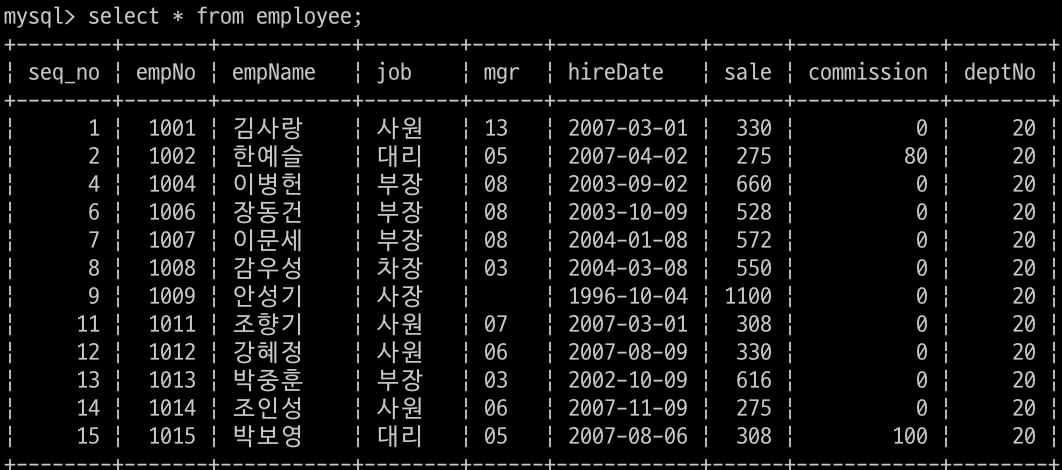 mysql> select * from employee;
+--------+-------+-----------+--------+------+------------+------+------------+--------+
| seq_no | empNo | empName | job | mgr | hireDate | sale | commission | deptNo |
+--------+-------+-----------+--------+------+------------+------+------------+--------+
| 1 | 1001 | 김사랑 | 사원 | 13 | 2007-03-01 | 330 | 0 | 20 |
| 2 | 1002 | 한예슬 | 대리 | 05 | 2007-04-02 | 275 | 80 | 20 |
| 4 | 1004 | 이병헌 | 부장 | 08 | 2003-09-02 | 660 | 0 | 20 |
| 6 | 1006 | 장동건 | 부장 | 08 | 2003-10-09 | 528 | 0 | 20 |
| 7 | 1007 | 이문세 | 부장 | 08 | 2004-01-08 | 572 | 0 | 20 |
| 8 | 1008 | 감우성 | 차장 | 03 | 2004-03-08 | 550 | 0 | 20 |
| 9 | 1009 | 안성기 | 사장 | | 1996-10-04 | 1100 | 0 | 20 |
| 11 | 1011 | 조향기 | 사원 | 07 | 2007-03-01 | 308 | 0 | 20 |
| 12 | 1012 | 강혜정 | 사원 | 06 | 2007-08-09 | 330 | 0 | 20 |
| 13 | 1013 | 박중훈 | 부장 | 03 | 2002-10-09 | 616 | 0 | 20 |
| 14 | 1014 | 조인성 | 사원 | 06 | 2007-11-09 | 275 | 0 | 20 |
| 15 | 1015 | 박보영 | 대리 | 05 | 2007-08-06 | 308 | 100 | 20 |
+--------+-------+-----------+--------+------+------------+------+------------+--------+